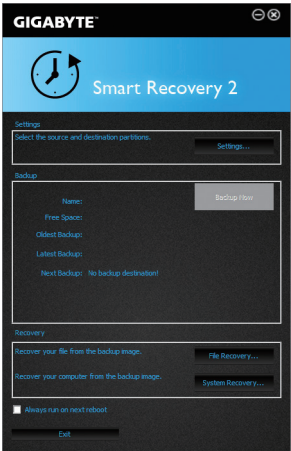 GIGABYTE™
Smart Recovery 2
Settings
Select the source and destination partitions.
Settings...
Backup
Backup Now
Name:
Free Space:
Oldest Backup:
Latest Backup:
Next Backup: No backup destination!
Recovery
Recover your file from the backup image.
File Recovery...
Recover your computer from the backup image.
System Recovery...
Always run on next reboot
Exit